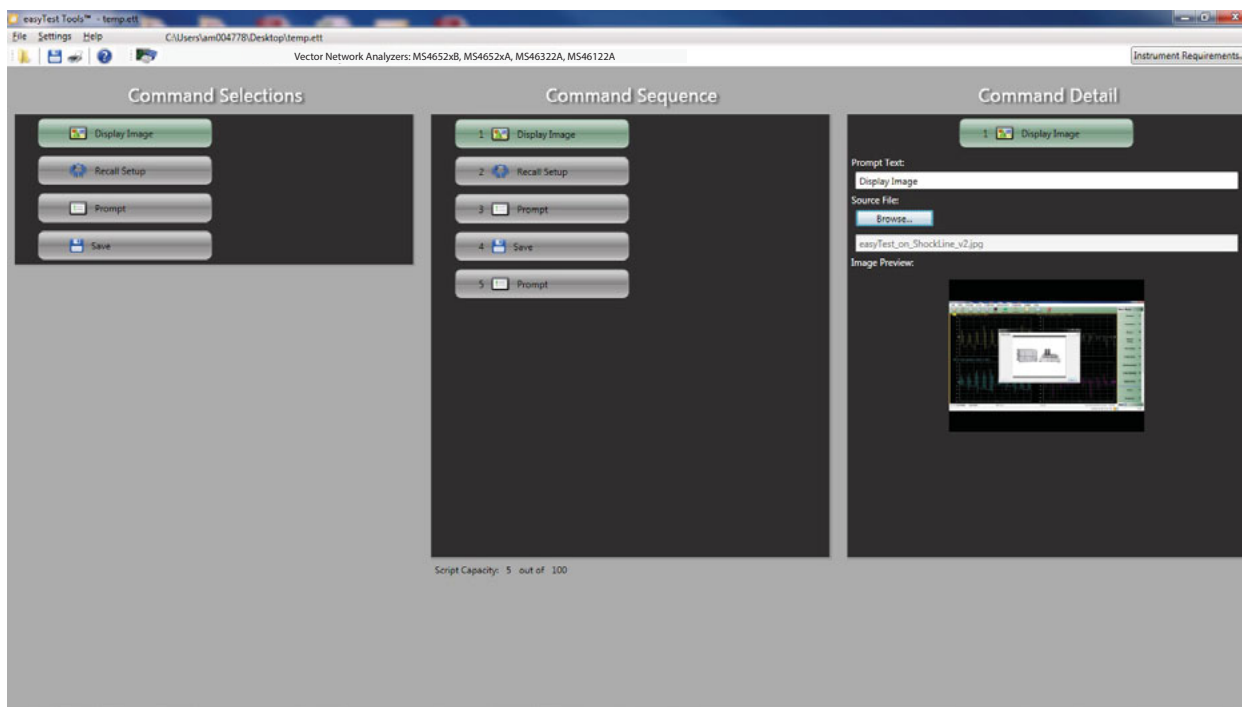 easyTest Tools™ - temp.ett
File Settings Help C:\Users\am004778\Desktop\temp.ett
Vector Network Analyzers: MS4652xB, MS4652xA, MS46322A, MS46122A
Instrument Requirements...
Command Selections
Display Image
Recall Setup
Prompt
Save
Command Sequence
1 Display Image
2 Recall Setup
3 Prompt
4 Save
5 Prompt
Script Capacity: 5 out of 100
Command Detail
1 Display Image
Prompt Text:
Display Image
Source File:
Browse...
easyTest_on_ShockLine_v2.jpg
Image Preview: